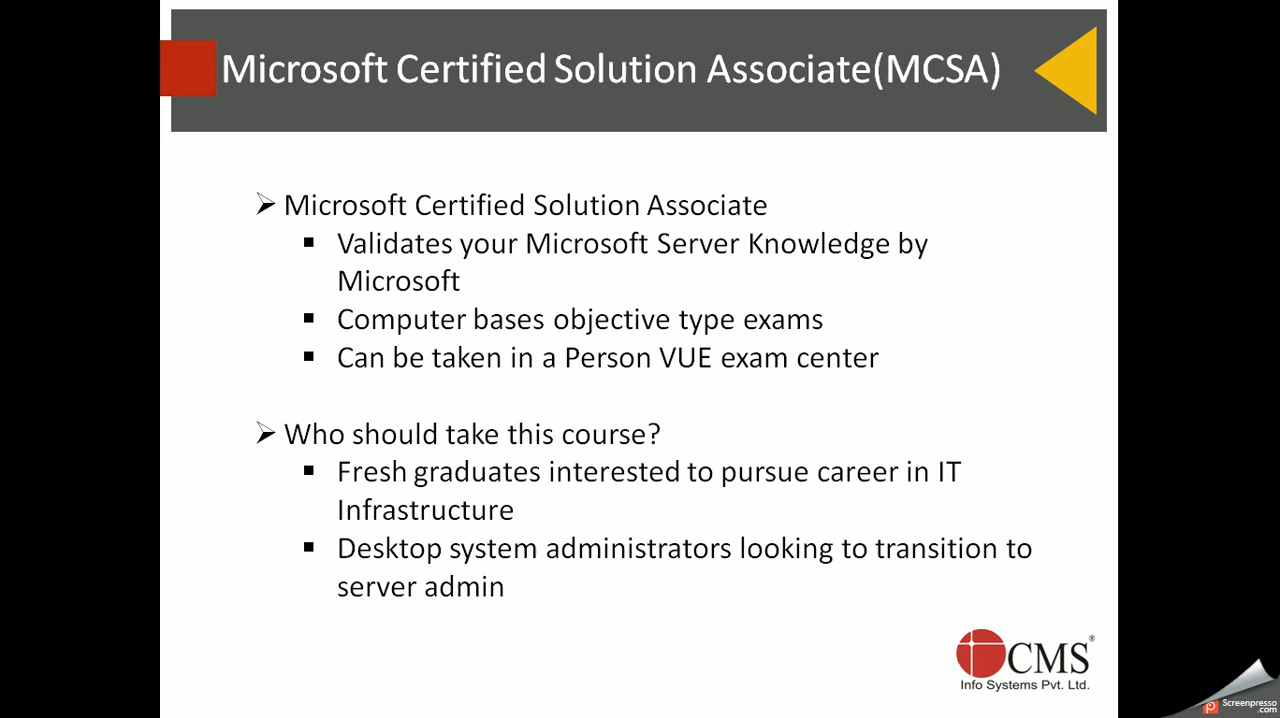 Microsoft Certified Solution Associate(MCSA)
Microsoft Certified Solution Associate
Validates your Microsoft Server Knowledge by
Microsoft
Computer bases objective type exams
Can be taken in a Person VUE exam center
Who should take this course?
Fresh graduates interested to pursue career in IT
Infrastructure
Desktop system administrators looking to transition to
server admin
CMS®
Info Systems Pvt. Ltd.
Screenpresso
.com